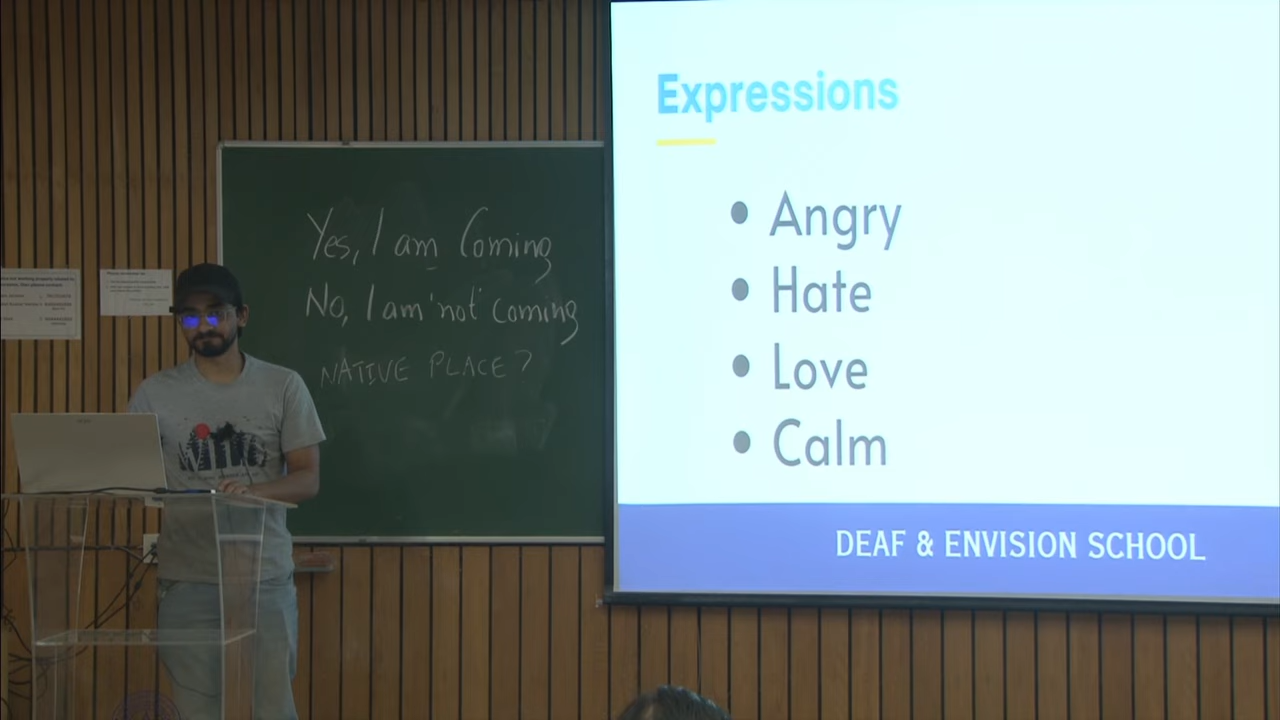 Yes, I am Coming
No, I am 'not' coming
NATIVE PLACE?
Expressions
• Angry
• Hate
• Love
• Calm
DEAF & ENVISION SCHOOL